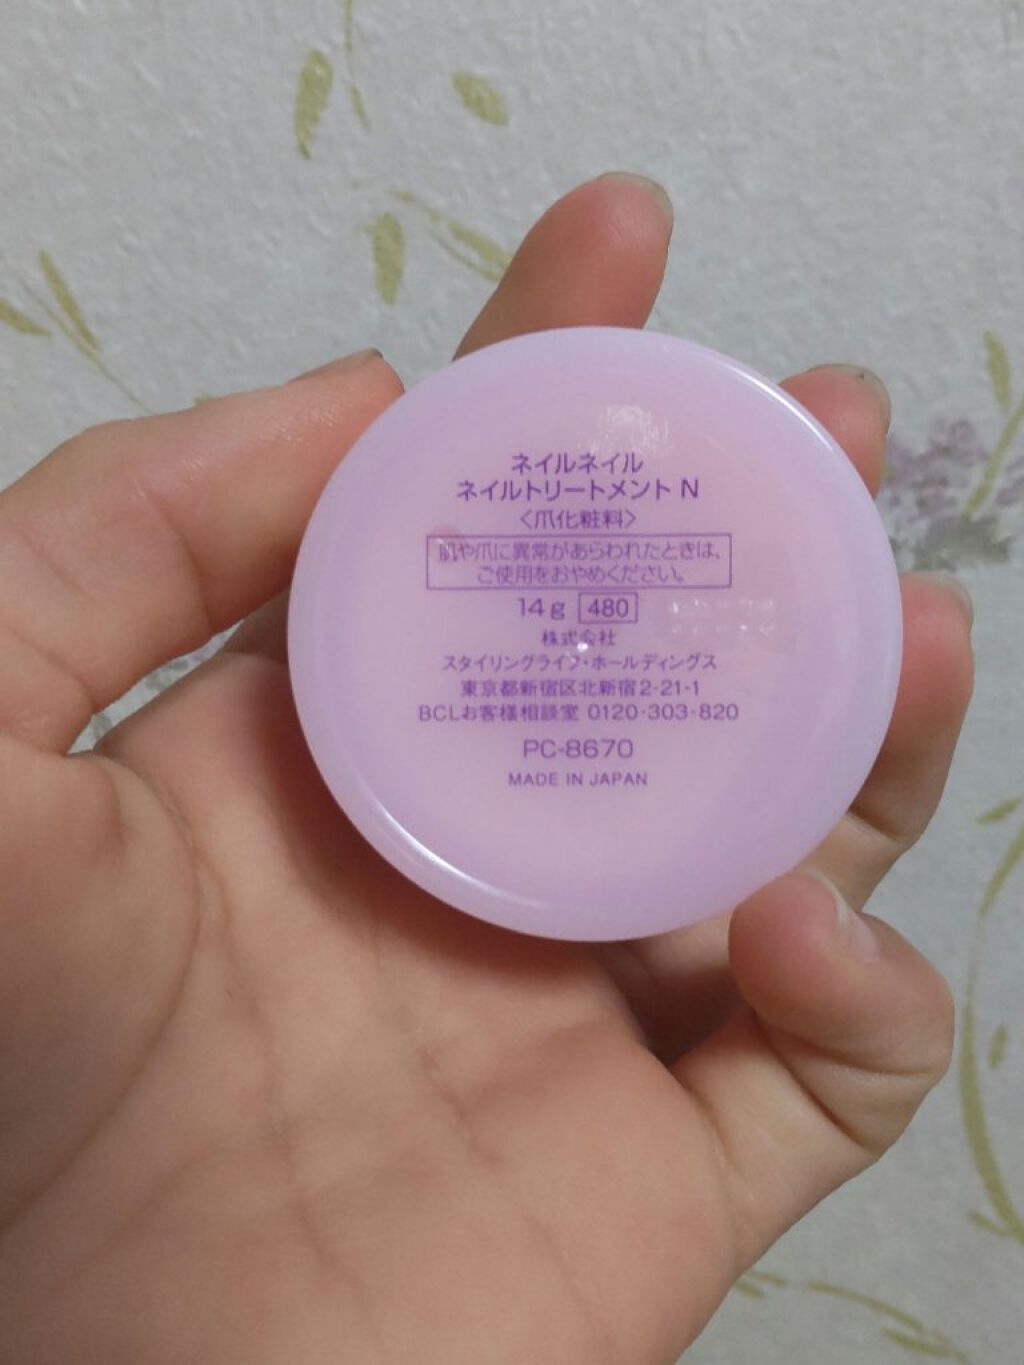 ネイルネイル
ネイルトリートメント N
〈爪化粧料〉
肌や爪に異常があらわれたときは、
ご使用をおやめください。
14g 480
株式会社
スタイリングライフ・ホールディングス
東京都新宿区北新宿2-21-1
BCLお客様相談室 0120-303-820
PC-8670
MADE IN JAPAN